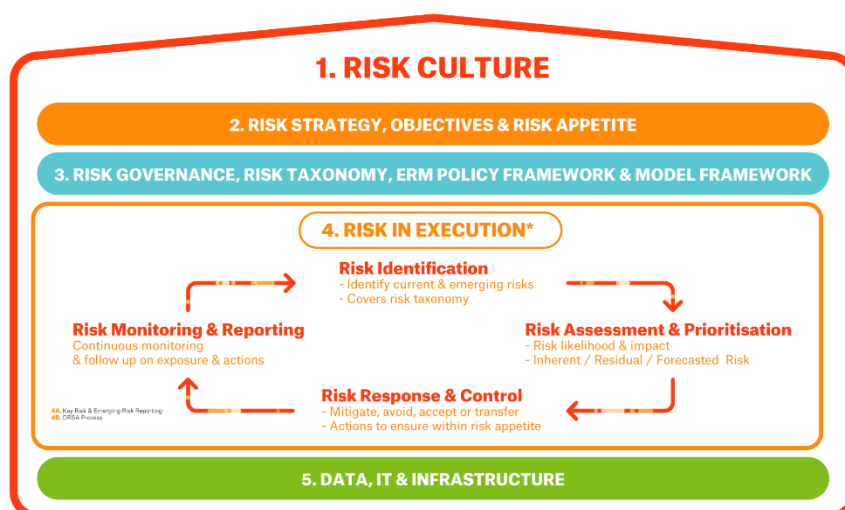 1. RISK CULTURE
2. RISK STRATEGY, OBJECTIVES & RISK APPETITE
3. RISK GOVERNANCE, RISK TAXONOMY, ERM POLICY FRAMEWORK & MODEL FRAMEWORK
4. RISK IN EXECUTION*
Risk Identification
- Identify current & emerging risks
- Covers risk taxonomy
Risk Monitoring & Reporting
Continuous monitoring
& follow up on exposure & actions
Risk Assessment & Prioritisation
- Risk likelihood & impact
- Inherent / Residual / Forecasted Risk
Risk Response & Control
- Mitigate, avoid, accept or transfer
- Actions to ensure within risk appetite
4A. Key Risk & Emerging Risk Reporting
4B. ORSA Process
5. DATA, IT & INFRASTRUCTURE